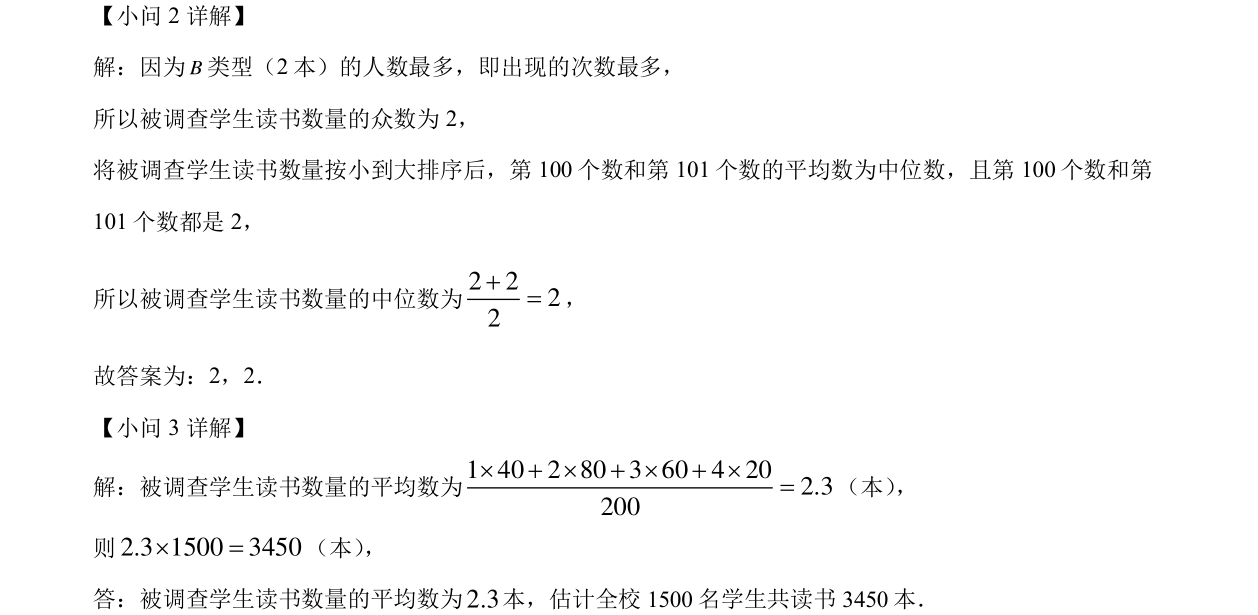 【小问 2 详解】
解：因为 B 类型（2 本）的人数最多，即出现的次数最多，
所以被调查学生读书数量的众数为 2，
将被调查学生读书数量按小到大排序后，第 100 个数和第 101 个数的平均数为中位数，且第 100 个数和第
101 个数都是 2，
所以被调查学生读书数量的中位数为 \frac{2+2}{2} = 2，
故答案为：2，2．
【小问 3 详解】
解：被调查学生读书数量的平均数为 \frac{1×40+2×80+3×60+4×20}{200} = 2.3（本），
则 2.3×1500 = 3450（本），
答：被调查学生读书数量的平均数为 2.3 本，估计全校 1500 名学生共读书 3450 本．